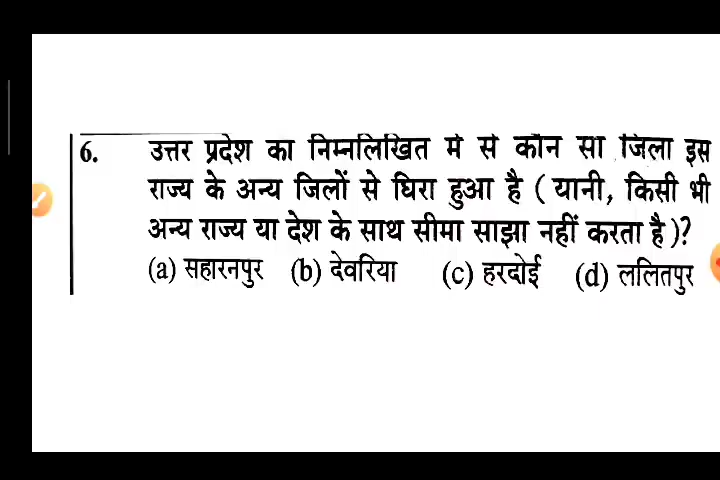 6. उत्तर प्रदेश का निम्नलिखित में से कौन सा जिला इस
राज्य के अन्य जिलों से घिरा हुआ है ( यानी, किसी भी
अन्य राज्य या देश के साथ सीमा साझा नहीं करता है )?
(a) सहारनपुर (b) देवरिया (c) हरदोई (d) ललितपुर